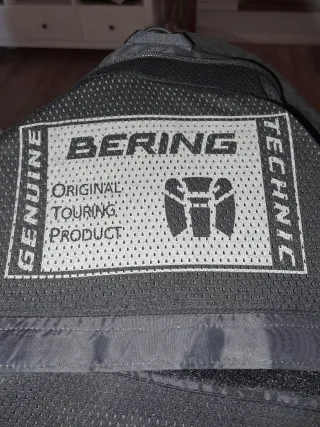 BERING
GENUINE
ORIGINAL
TOURING
PRODUCT
TECHNIC